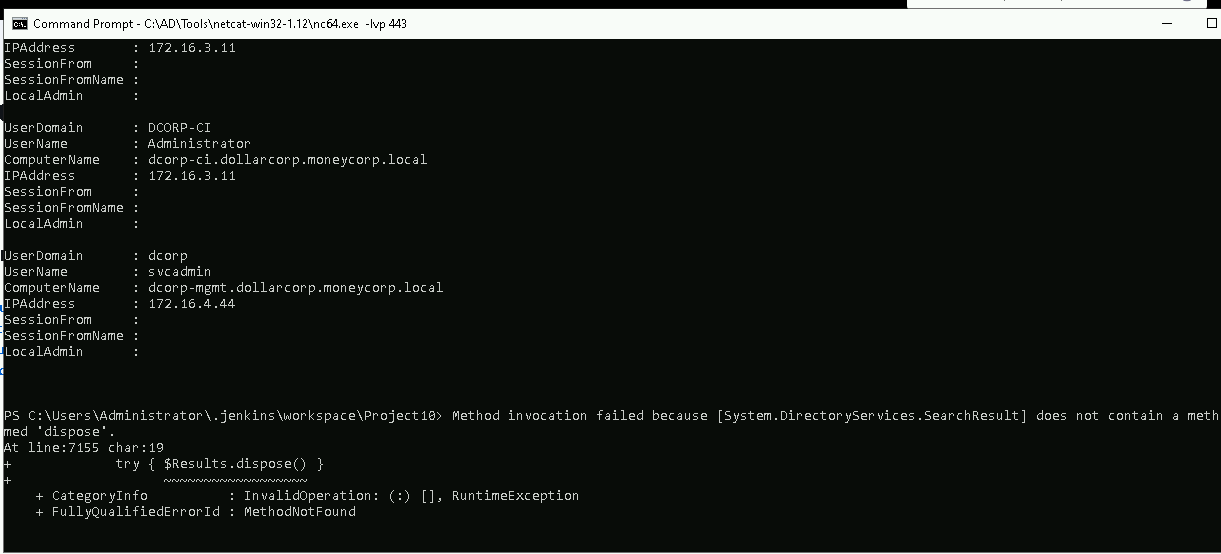 Command Prompt - C:\AD\Tools\netcat-win32-1.12\nc64.exe -lvp 443
IPAddress       : 172.16.3.11
SessionFrom     :
SessionFromName :
LocalAdmin      :
UserDomain      : DCORP-CI
UserName        : Administrator
ComputerName    : dcorp-ci.dollarcorp.moneycorp.local
IPAddress       : 172.16.3.11
SessionFrom     :
SessionFromName :
LocalAdmin      :
UserDomain      : dcorp
UserName        : svcadmin
ComputerName    : dcorp-mgmt.dollarcorp.moneycorp.local
IPAddress       : 172.16.4.44
SessionFrom     :
SessionFromName :
LocalAdmin      :
PS C:\Users\Administrator\.jenkins\workspace\Project10> Method invocation failed because [System.DirectoryServices.SearchResult] does not contain a meth
med 'dispose'.
At line:7155 char:19
+             try { $Results.dispose() }
+                   ~~~~~~~~~~~~~~~~~~
    + CategoryInfo          : InvalidOperation: (:) [], RuntimeException
    + FullyQualifiedErrorId : MethodNotFound